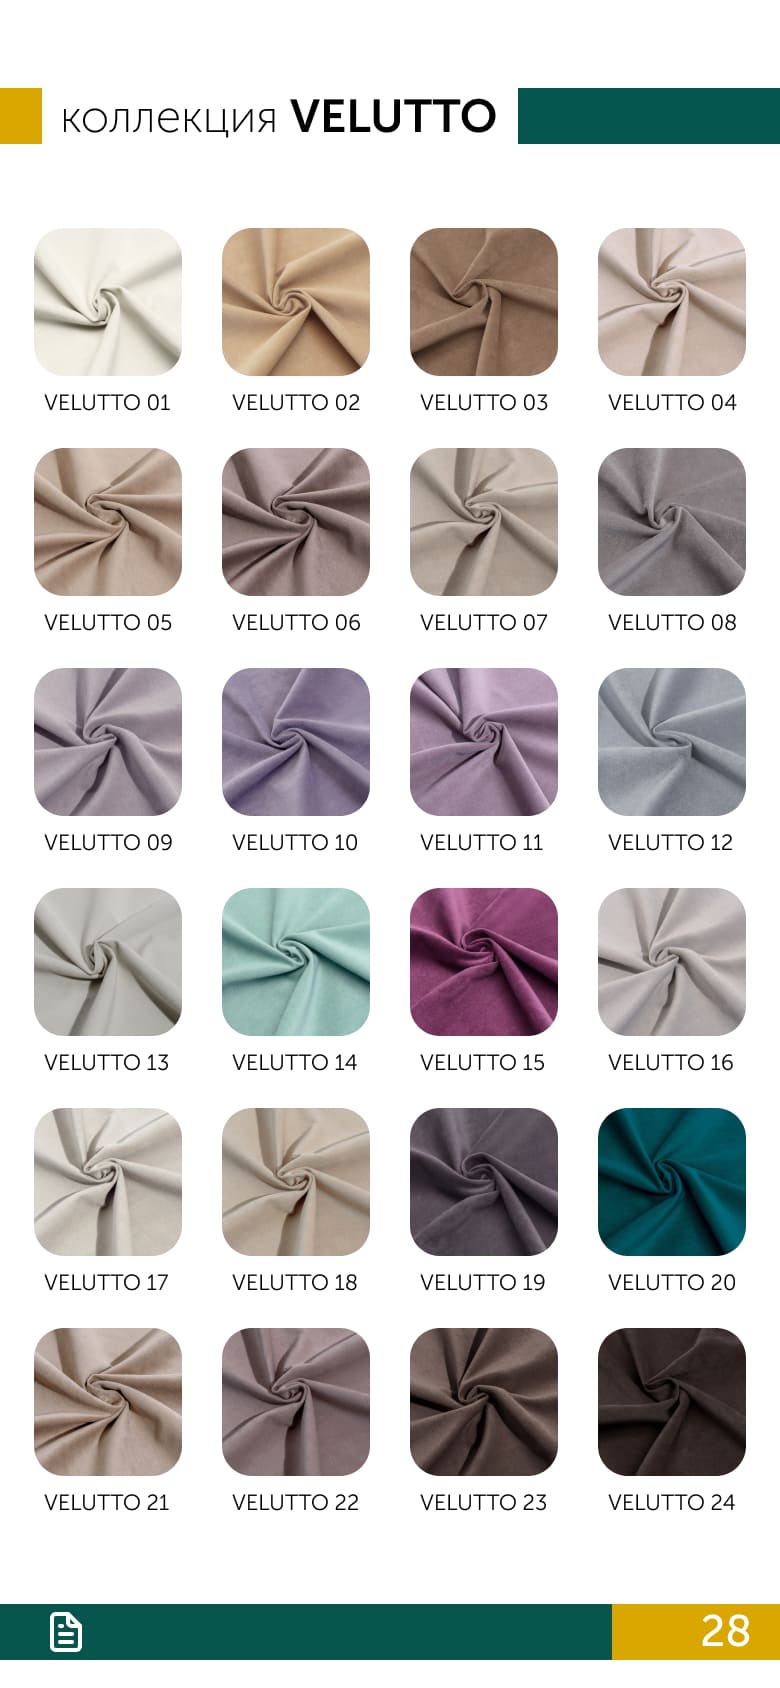 коллекция VELUTTO
VELUTTO 01 VELUTTO 02 VELUTTO 03 VELUTTO 04
VELUTTO 05 VELUTTO 06 VELUTTO 07 VELUTTO 08
VELUTTO 09 VELUTTO 10 VELUTTO 11 VELUTTO 12
VELUTTO 13 VELUTTO 14 VELUTTO 15 VELUTTO 16
VELUTTO 17 VELUTTO 18 VELUTTO 19 VELUTTO 20
VELUTTO 21 VELUTTO 22 VELUTTO 23 VELUTTO 24
28